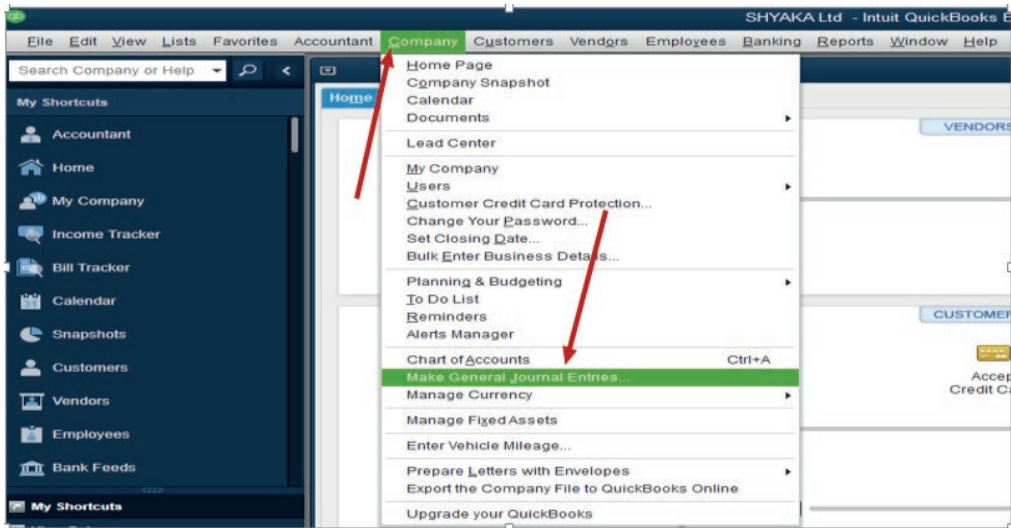 qb
SHYAKA Ltd - Intuit QuickBooks E
File Edit View Lists Favorites Accountant Company Customers Vendors Employees Banking Reports Window Help
Search Company or Help
My Shortcuts
Accountant
Home
My Company
Income Tracker
Bill Tracker
Calendar
Snapshots
Customers
Vendors
Employees
Bank Feeds
My Shortcuts
Home
Home Page
Company Snapshot
Calendar
Documents
Lead Center
My Company
Users
Customer Credit Card Protection...
Change Your Password...
Set Closing Date...
Bulk Enter Business Details...
Planning & Budgeting
To Do List
Reminders
Alerts Manager
Chart of Accounts Ctrl+A
Make General Journal Entries...
Manage Currency
Manage Fixed Assets
Enter Vehicle Mileage...
Prepare Letters with Envelopes
Export the Company File to QuickBooks Online
Upgrade your QuickBooks
VENDORS
CUSTOMER
Accep
Credit Ca